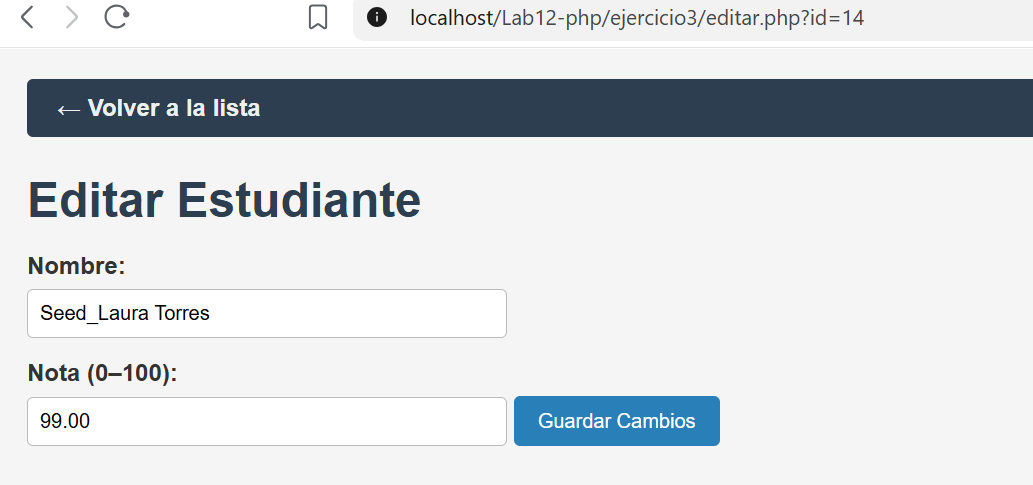 localhost/Lab12-php/ejercicio3/editar.php?id=14
← Volver a la lista
Editar Estudiante
Nombre:
Seed_Laura Torres
Nota (0–100):
99.00
Guardar Cambios